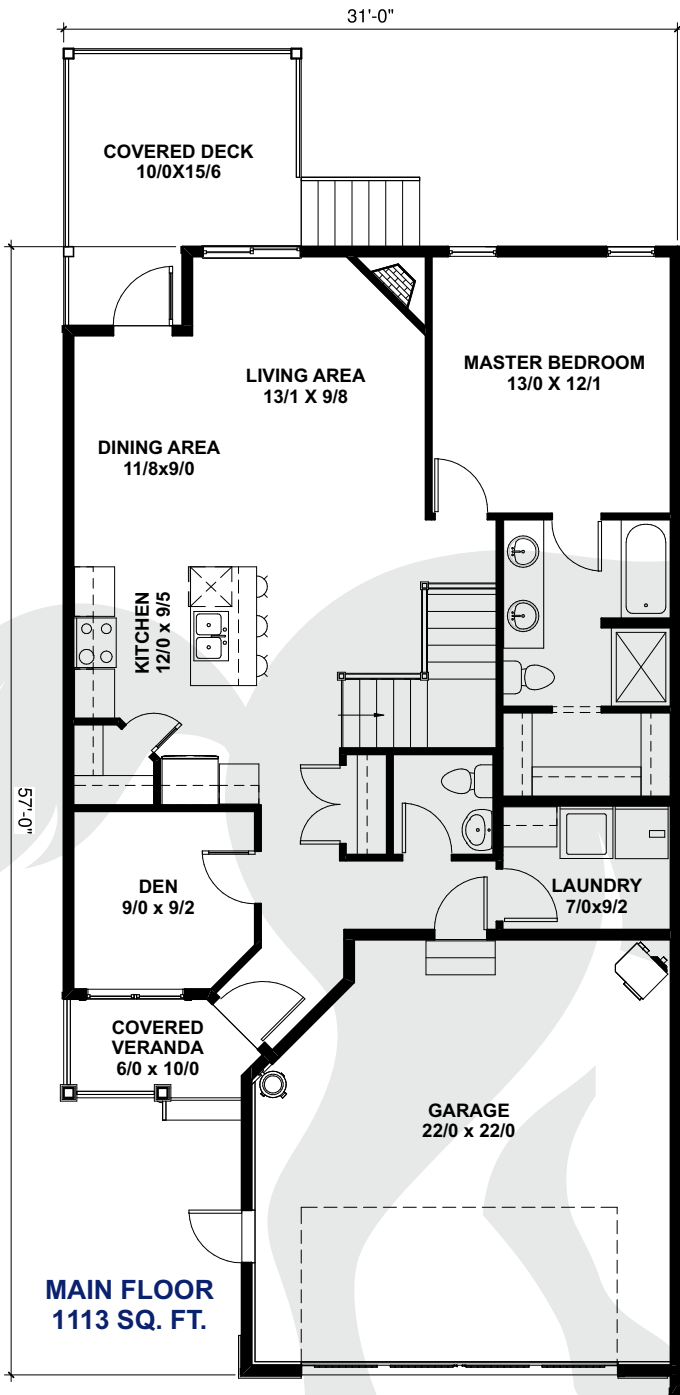 31'-0"
COVERED DECK
10/0X15/6
LIVING AREA
13/1 X 9/8
MASTER BEDROOM
13/0 X 12/1
DINING AREA
11/8x9/0
KITCHEN
12/0 x 9/5
57'-0"
DEN
9/0 x 9/2
LAUNDRY
7/0x9/2
COVERED
VERANDA
6/0 x 10/0
GARAGE
22/0 x 22/0
MAIN FLOOR
1113 SQ. FT.